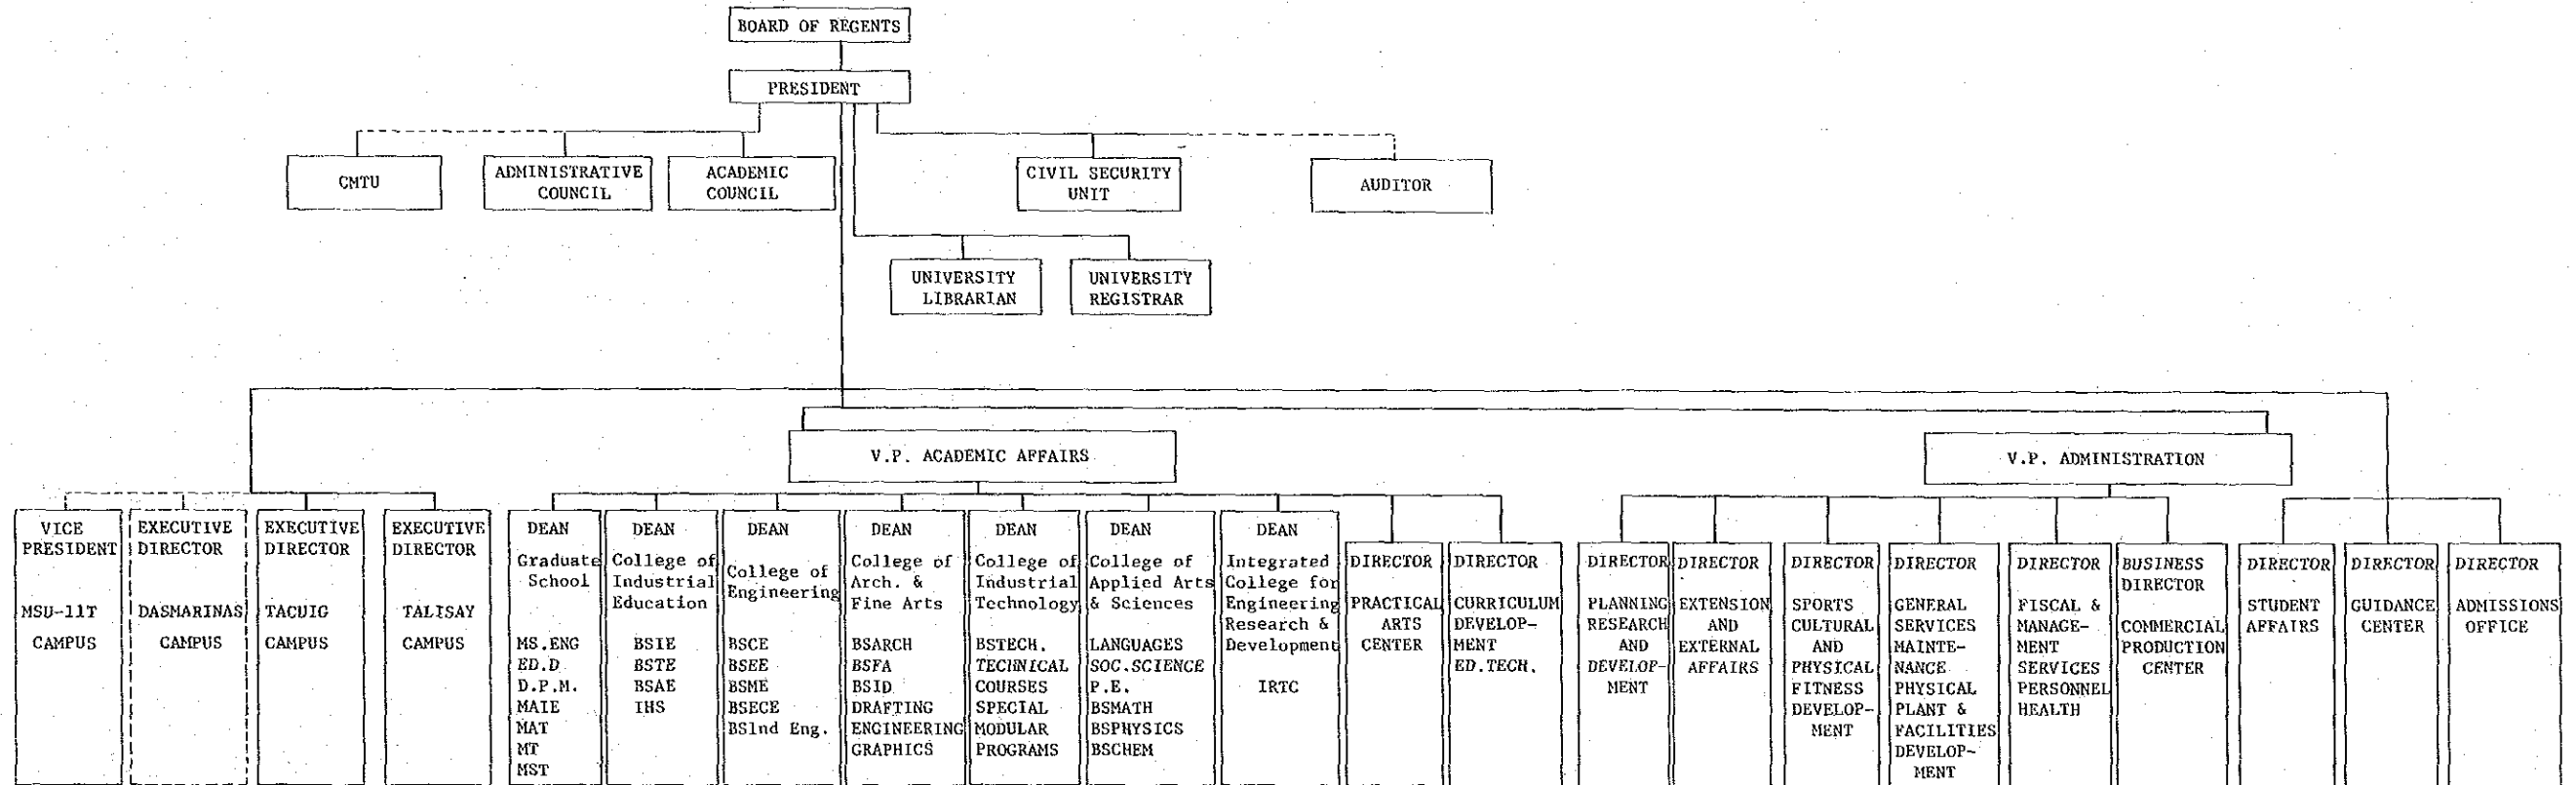 BOARD OF REGENTS
PRESIDENT
CMTU
ADMINISTRATIVE
COUNCIL
ACADEMIC
COUNCIL
CIVIL SECURITY
UNIT
AUDITOR
UNIVERSITY
LIBRARIAN
UNIVERSITY
REGISTRAR
V.P. ACADEMIC AFFAIRS
V.P. ADMINISTRATION
VICE
PRESIDENT
MSU-11T
CAMPUS
EXECUTIVE
DIRECTOR
DASMARINAS
CAMPUS
EXECUTIVE
DIRECTOR
TACUIG
CAMPUS
EXECUTIVE
DIRECTOR
TALISAY
CAMPUS
DEAN
Graduate
School
MS.ENG
ED.D
D.P.M.
MAIE
MAT
MT
MST
DEAN
College of
Industrial
Education
BSIE
BSTE
BSAE
IHS
DEAN
College of
Engineering
BSCE
BSEE
BSME
BSECE
BSInd Eng.
DEAN
College of
Arch. &
Fine Arts
BSARCH
BSFA
BSID
DRAFTING
ENGINEERING
GRAPHICS
DEAN
College of
Industrial
Technology
BSTECH.
TECHNICAL
COURSES
SPECIAL
MODULAR
PROGRAMS
DEAN
College of
Applied Arts
& Sciences
LANGUAGES
SOC.SCIENCE
P.E.
BSMATH
BSPHYSICS
BSCHEM
DEAN
Integrated
College for
Engineering
Research &
Development
IRTC
DIRECTOR
PRACTICAL
ARTS
CENTER
DIRECTOR
CURRICULUM
DEVELOP-
MENT
ED.TECH.
DIRECTOR
PLANNING
RESEARCH
AND
DEVELOP-
MENT
DIRECTOR
EXTENSION
AND
EXTERNAL
AFFAIRS
DIRECTOR
SPORTS
CULTURAL
AND
PHYSICAL
FITNESS
DEVELOP-
MENT
DIRECTOR
GENERAL
SERVICES
MAINTE-
NANCE
PHYSICAL
PLANT &
FACILITIES
DEVELOP-
MENT
DIRECTOR
FISCAL &
MANAGE-
MENT
SERVICES
PERSONNEL
HEALTH
BUSINESS
DIRECTOR
COMMERCIAL
PRODUCTION
CENTER
DIRECTOR
STUDENT
AFFAIRS
DIRECTOR
GUIDANCE
CENTER
DIRECTOR
ADMISSIONS
OFFICE